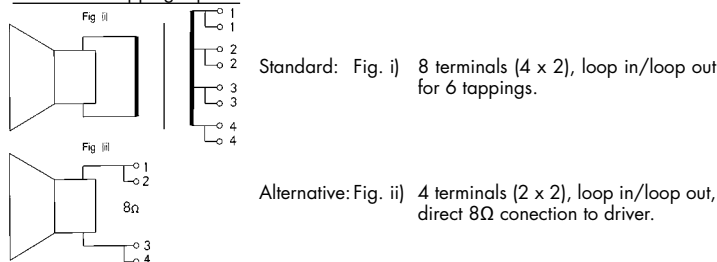 Fig (i)
1
1
2
2
3
3
4
4
Standard: Fig. i) 8 terminals (4 x 2), loop in/loop out
for 6 tappings.
Fig (ii)
1
2
8Ω
3
4
Alternative: Fig. ii) 4 terminals (2 x 2), loop in/loop out,
direct 8Ω conection to driver.